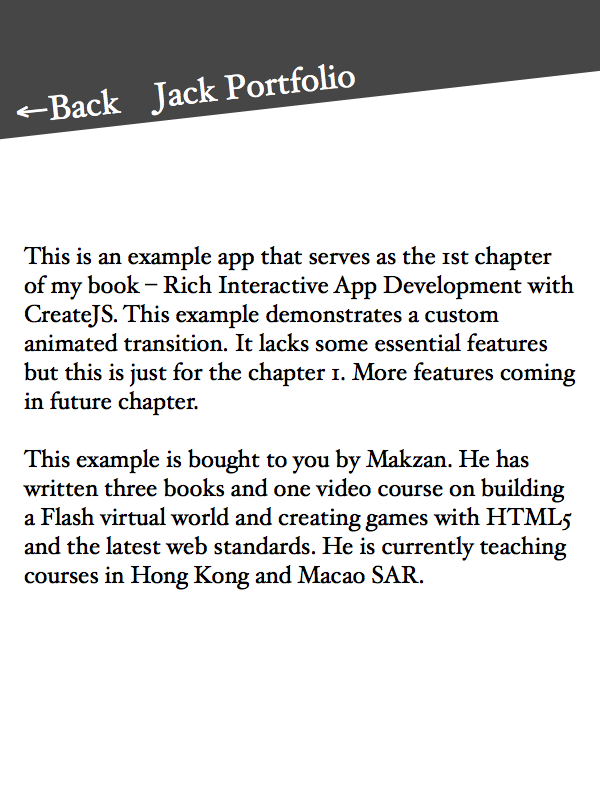 ←Back Jack Portfolio
This is an example app that serves as the 1st chapter
of my book – Rich Interactive App Development with
CreateJS. This example demonstrates a custom
animated transition. It lacks some essential features
but this is just for the chapter 1. More features coming
in future chapter.
This example is bought to you by Makzan. He has
written three books and one video course on building
a Flash virtual world and creating games with HTML5
and the latest web standards. He is currently teaching
courses in Hong Kong and Macao SAR.